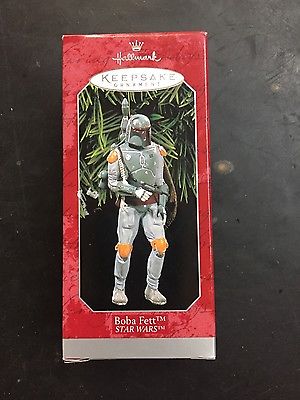 Hallmark
KEEPSAKE
ORNAMENT
Boba Fett™
STAR WARS™